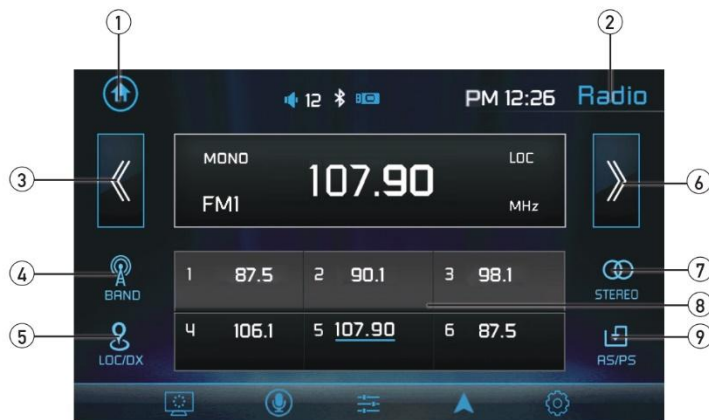 1
2
12 PM 12:26 Radio
3
MONO 107.90 LOC
FM1 MHz
6
4
BAND
1 87.5 2 90.1 3 98.1
STEREO
7
8
5
LOC/DX
4 106.1 5 107.90 6 87.5
AS/PS
9